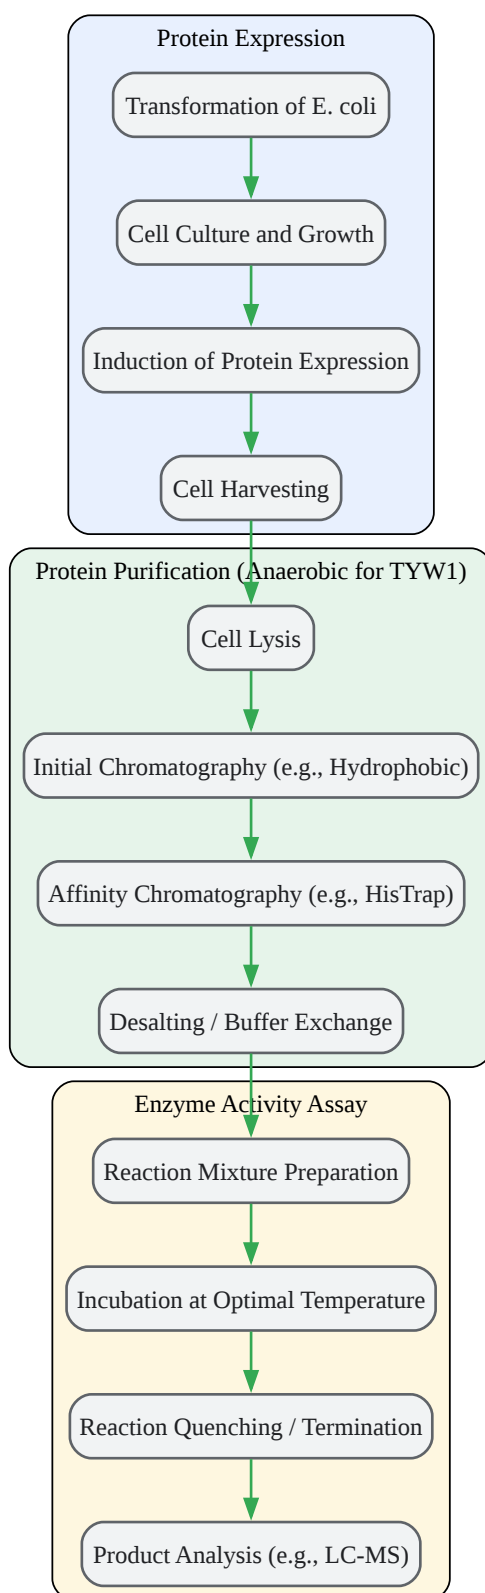 Protein Expression
Transformation of E. coli
Cell Culture and Growth
Induction of Protein Expression
Cell Harvesting
Protein Purification (Anaerobic for TYW1)
Cell Lysis
Initial Chromatography (e.g., Hydrophobic)
Affinity Chromatography (e.g., HisTrap)
Desalting / Buffer Exchange
Enzyme Activity Assay
Reaction Mixture Preparation
Incubation at Optimal Temperature
Reaction Quenching / Termination
Product Analysis (e.g., LC-MS)